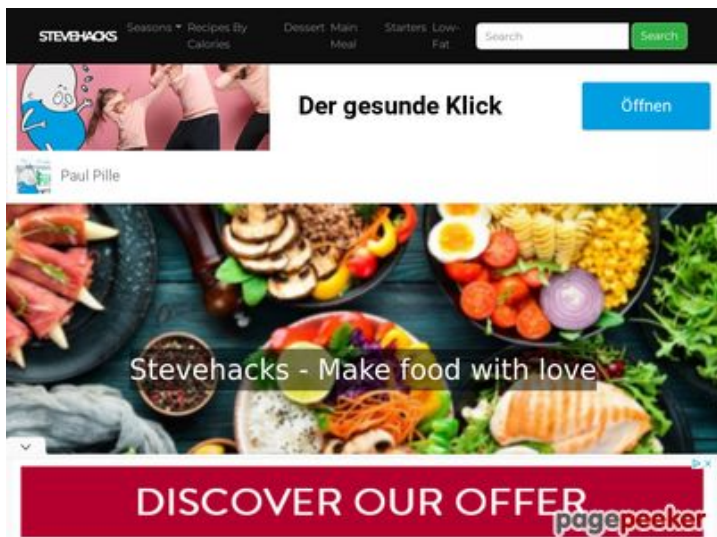 STEVEHACKS
Seasons
Recipes By
Calories
Dessert
Main
Meal
Starters
Low-
Fat
Search
Search
Der gesunde Klick
Öffnen
Paul Pille
Stevehacks - Make food with love
DISCOVER OUR OFFER
pagepeeker